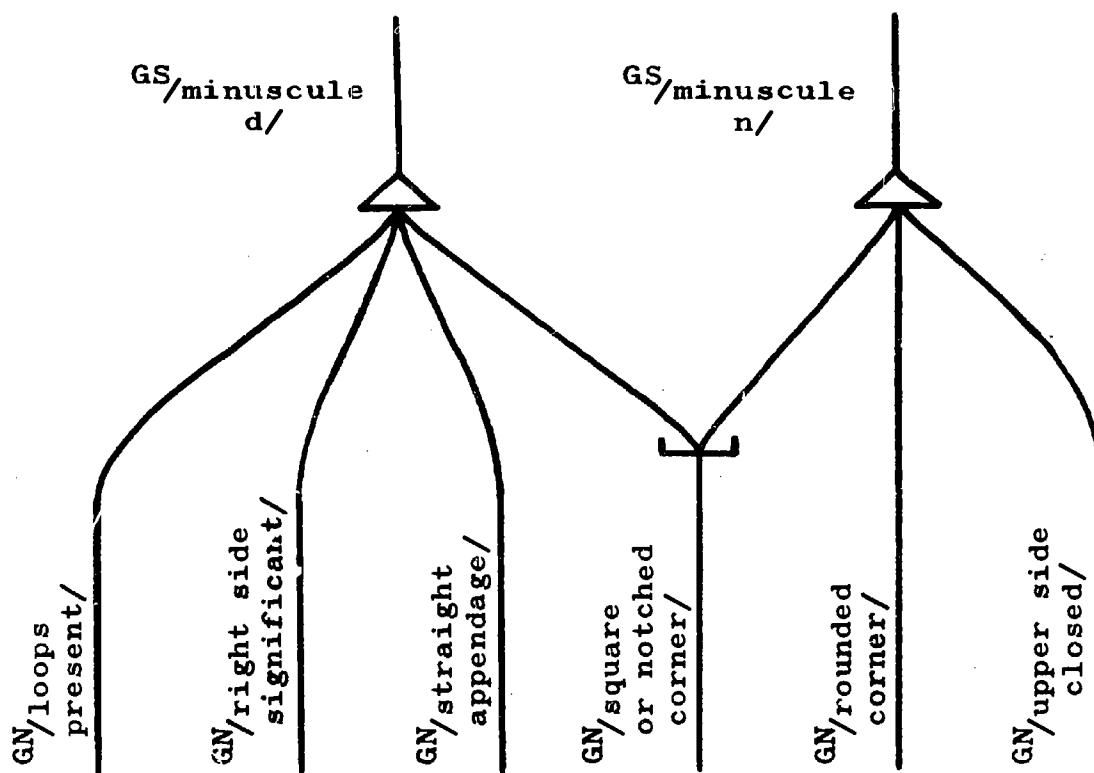 GS/minuscule
d/
GS/minuscule
n/
GN/loops
present/
GN/right side
significant/
GN/straight
appendage/
GN/square
or notched
corner/
GN/rounded
corner/
GN/upper side
closed/